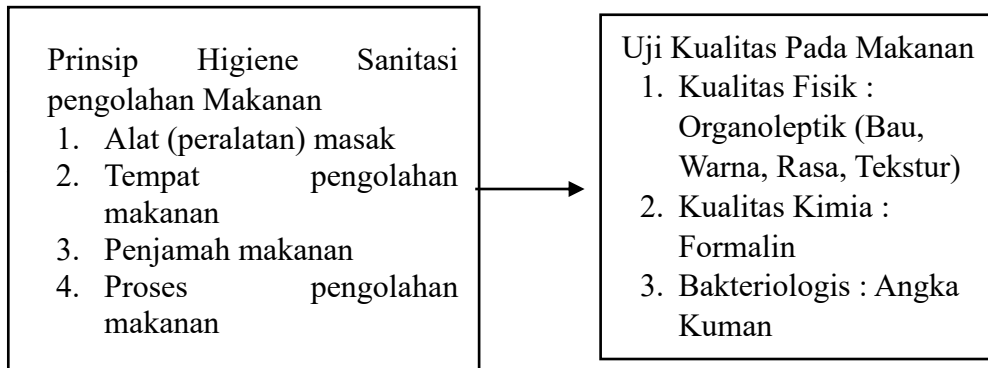 Prinsip Higiene Sanitasi
pengolahan Makanan
1. Alat (peralatan) masak
2. Tempat pengolahan
makanan
3. Penjamah makanan
4. Proses pengolahan
makanan
Uji Kualitas Pada Makanan
1. Kualitas Fisik :
Organoleptik (Bau,
Warna, Rasa, Tekstur)
2. Kualitas Kimia :
Formalin
3. Bakteriologis : Angka
Kuman